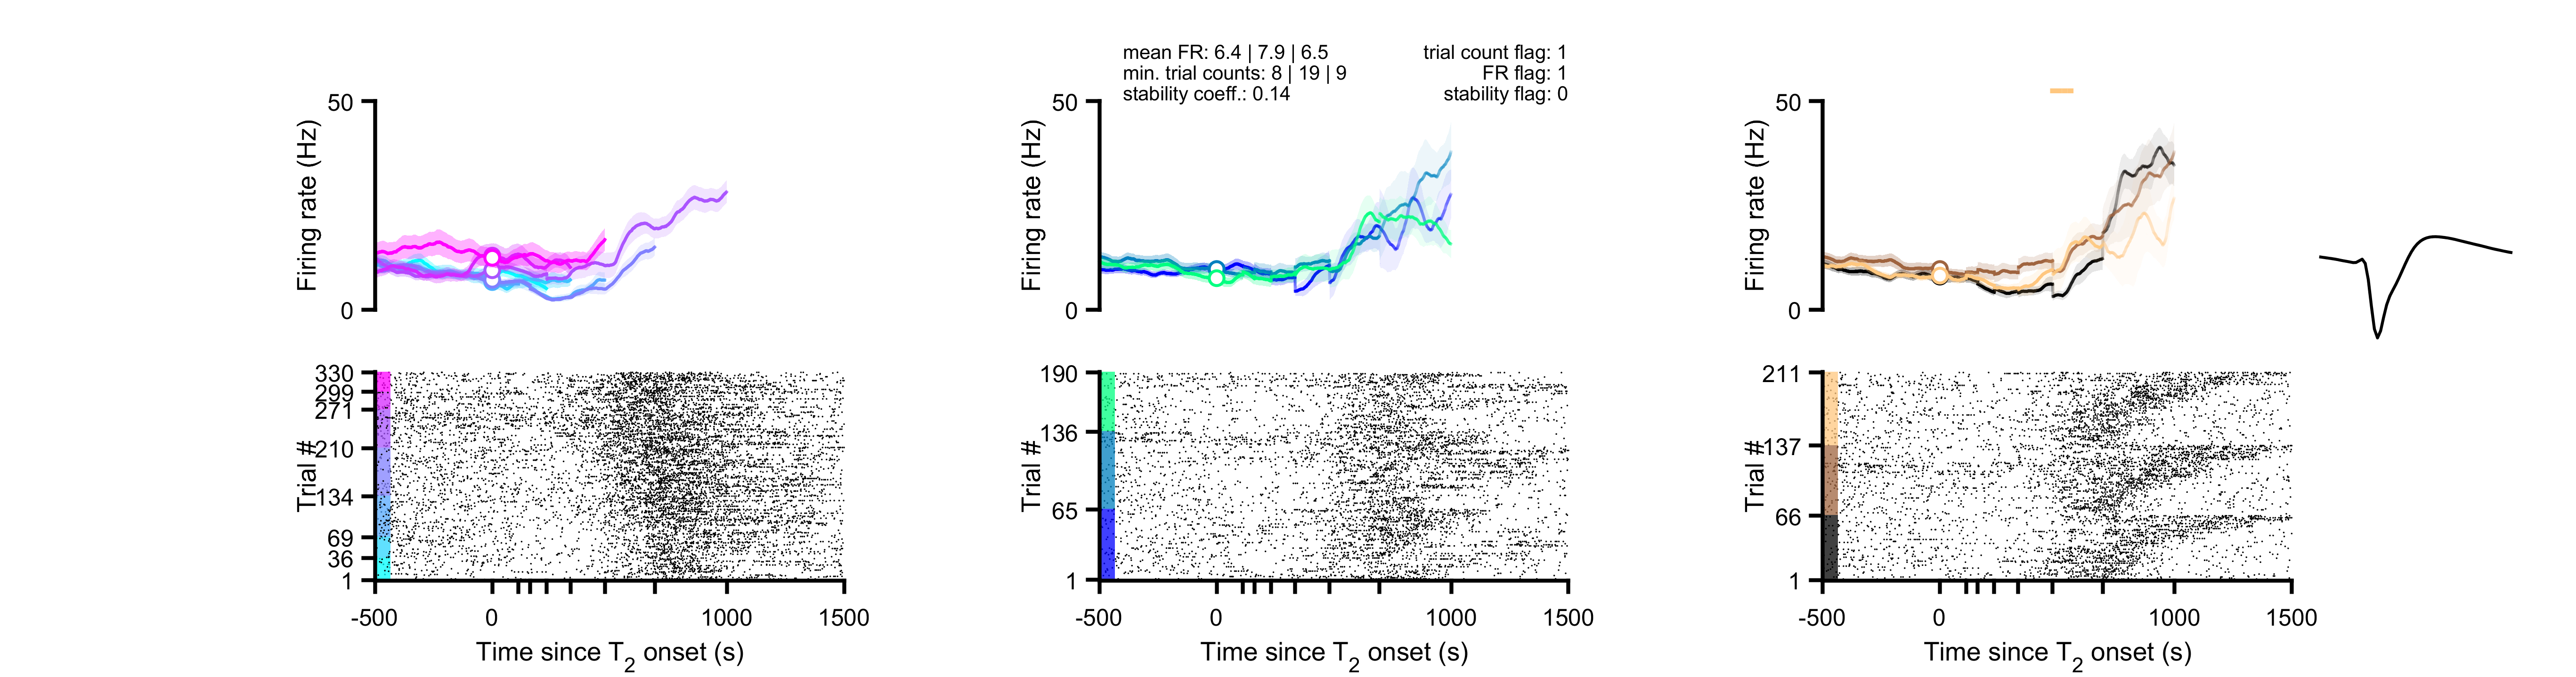 mean FR: 6.4 | 7.9 | 6.5
min. trial counts: 8 | 19 | 9
stability coeff.: 0.14
trial count flag: 1
FR flag: 1
stability flag: 0
50
0
Firing rate (Hz)
50
0
Firing rate (Hz)
50
0
Firing rate (Hz)
330
299
271
210
134
69
36
1
Trial #
-500
0
1000
1500
Time since T2 onset (s)
190
136
65
1
Trial #
-500
0
1000
1500
Time since T2 onset (s)
211
137
66
1
Trial #
-500
0
1000
1500
Time since T2 onset (s)